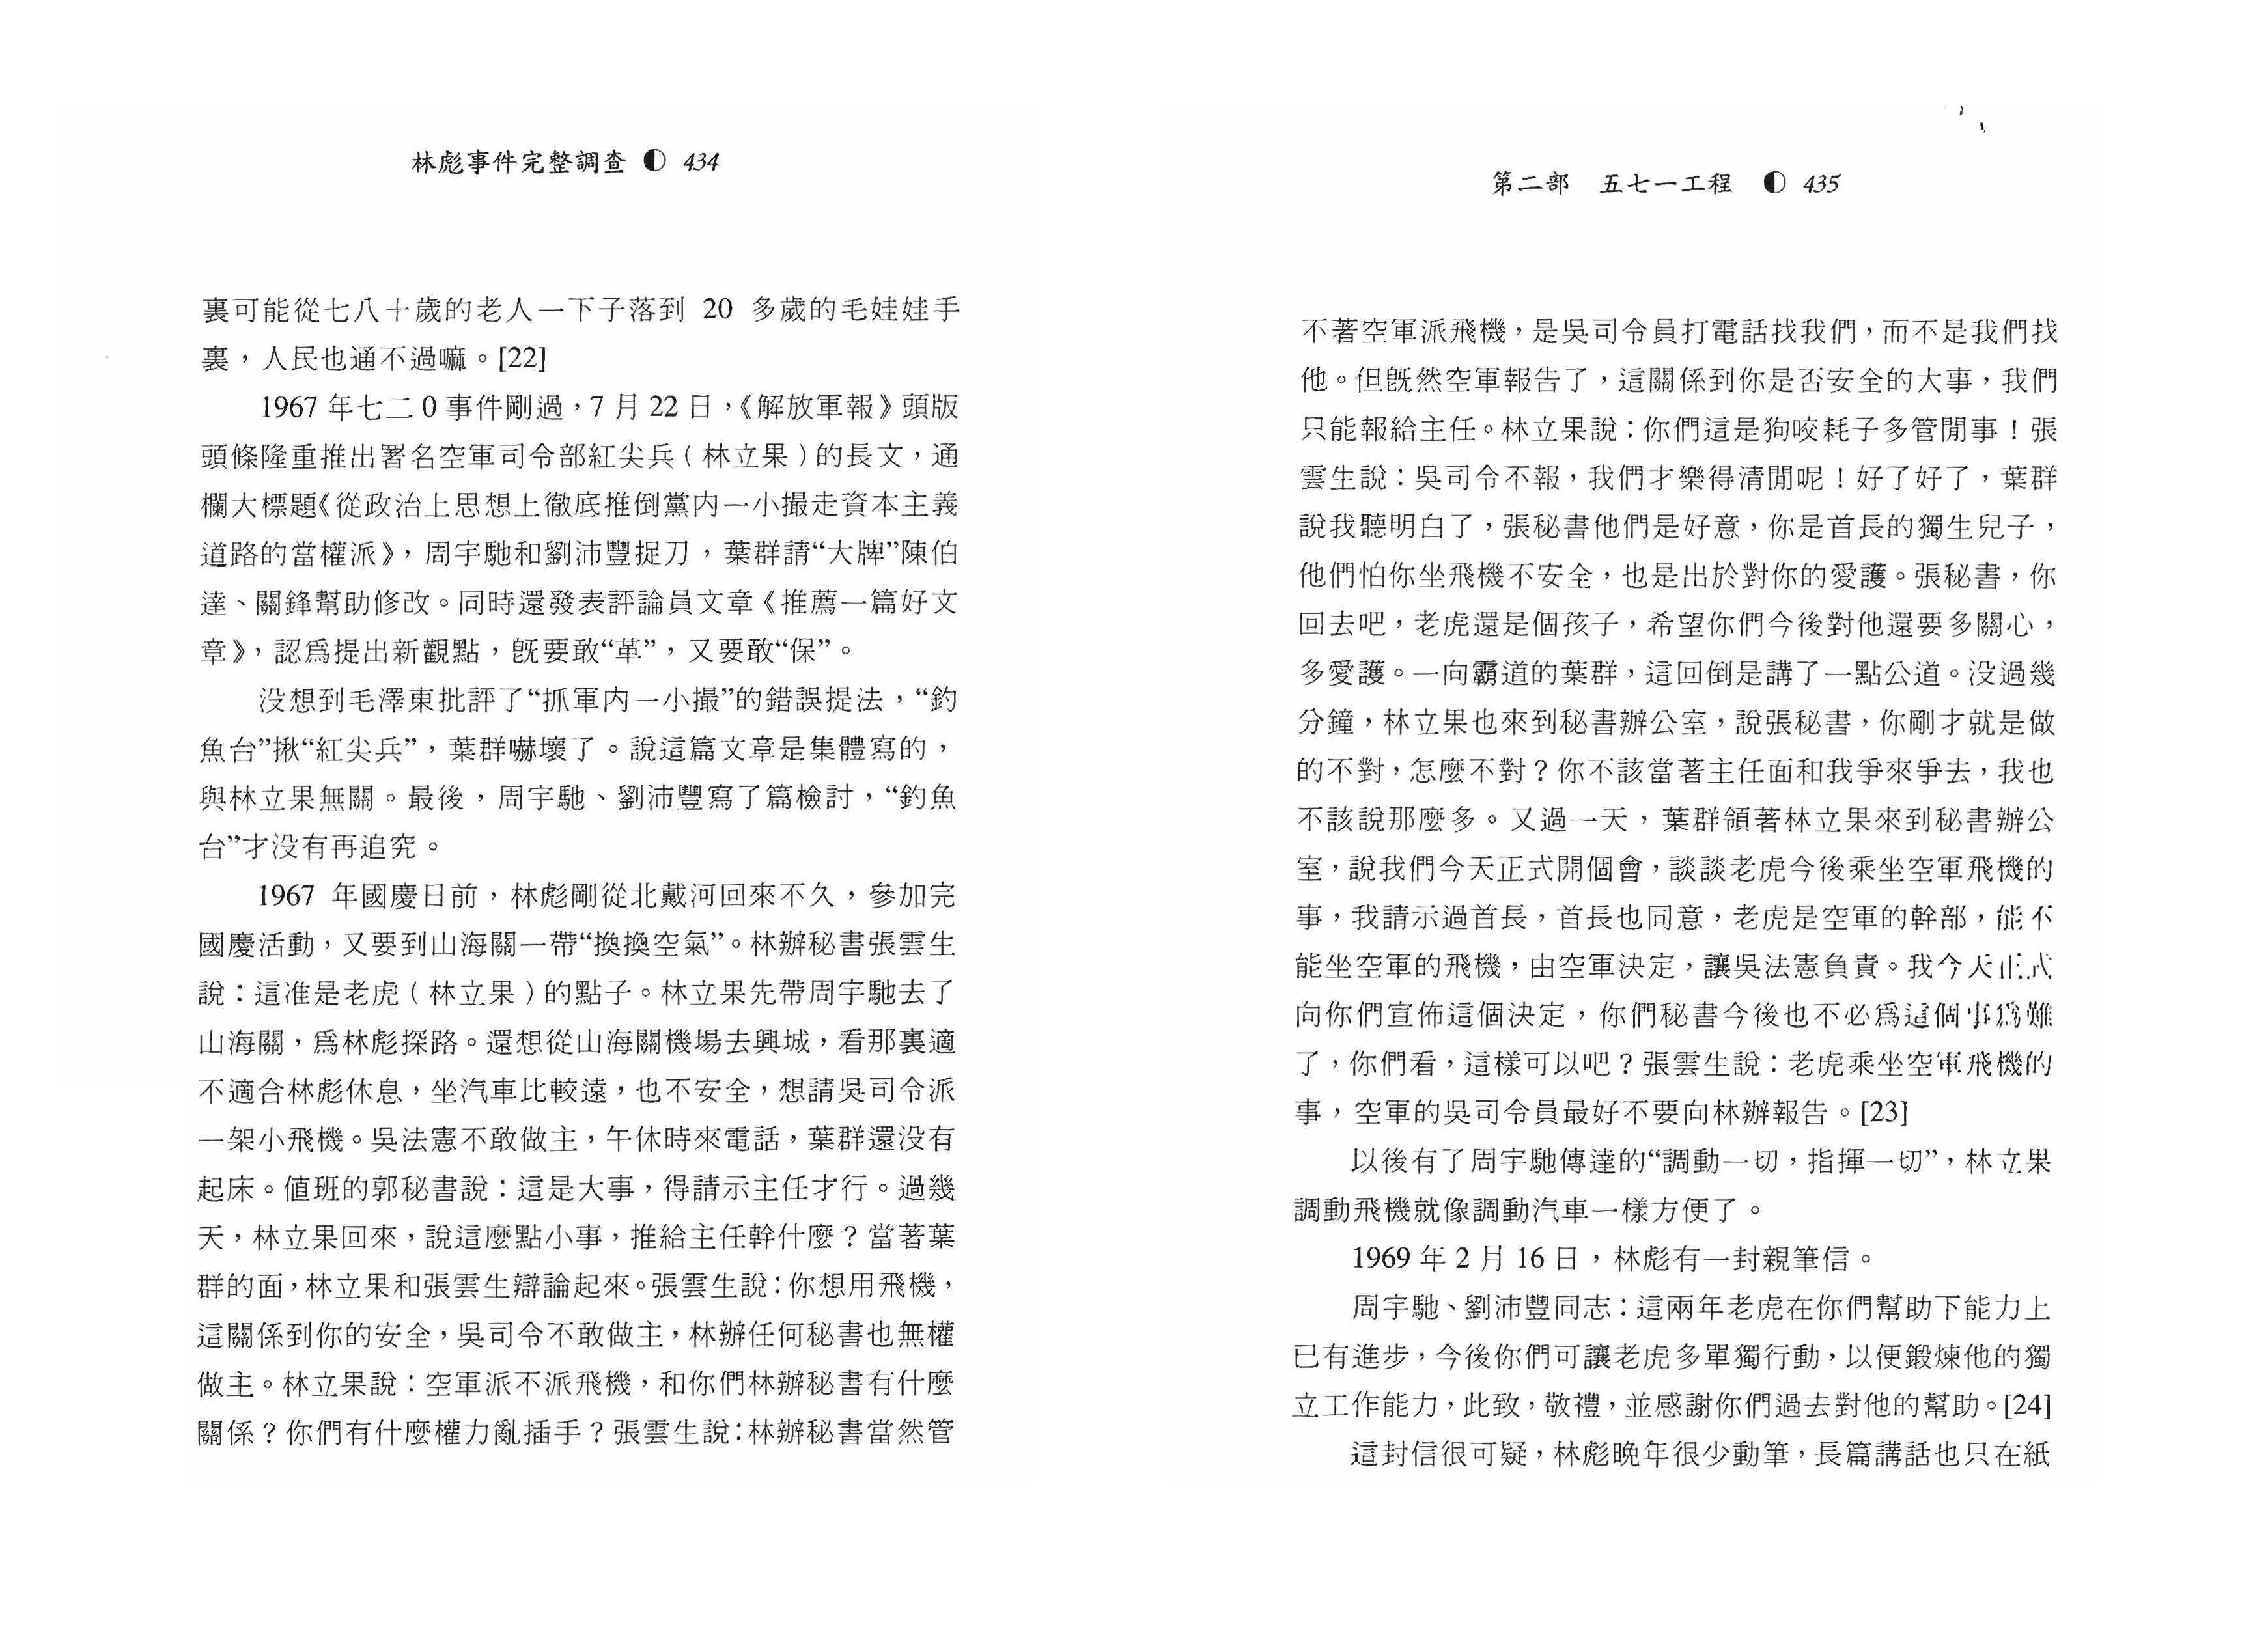 林彪事件完整調查 ◐ 434
裏可能從七八十歲的老人一下子落到 20 多歲的毛娃娃手
裏，人民也通不過嘛。[22]
1967 年七二0事件剛過，7 月 22 日，《解放軍報》頭版
頭條隆重推出署名空軍司令部紅尖兵（林立果）的長文，通
欄大標題《從政治上思想上徹底推倒黨内一小撮走資本主義
道路的當權派》，周宇馳和劉沛豐捉刀，葉群請“大牌”陳伯
達、關鋒幫助修改。同時還發表評論員文章《推薦一篇好文
章》，認爲提出新觀點，旣要敢“革”，又要敢“保”。
没想到毛澤東批評了“抓軍内一小撮”的錯誤提法，“釣
魚台”揪“紅尖兵”，葉群嚇壞了。說這篇文章是集體寫的，
與林立果無關。最後，周宇馳、劉沛豐寫了篇檢討，“釣魚
台”才没有再追究。
1967 年國慶日前，林彪剛從北戴河回來不久，參加完
國慶活動，又要到山海關一帶“換換空氣”。林辦秘書張雲生
說：這准是老虎（林立果）的點子。林立果先帶周宇馳去了
山海關，爲林彪探路。還想從山海關機場去興城，看那裏適
不適合林彪休息，坐汽車比較遠，也不安全，想請吳司令派
一架小飛機。吳法憲不敢做主，午休時來電話，葉群還没有
起床。値班的郭秘書說：這是大事，得請示主任才行。過幾
天，林立果回來，說這麼點小事，推給主任幹什麼？當著葉
群的面，林立果和張雲生辯論起來。張雲生說：你想用飛機，
這關係到你的安全，吳司令不敢做主，林辦任何秘書也無權
做主。林立果說：空軍派不派飛機，和你們林辦秘書有什麼
關係？你們有什麼權力亂插手？張雲生說：林辦秘書當然管
第二部 五七一工程 ◐ 435
不著空軍派飛機，是吳司令員打電話找我們，而不是我們找
他。但旣然空軍報告了，這關係到你是否安全的大事，我們
只能報給主任。林立果說：你們這是狗咬耗子多管閒事！張
雲生說：吳司令不報，我們才樂得清閒呢！好了好了，葉群
說我聽明白了，張秘書他們是好意，你是首長的獨生兒子，
他們怕你坐飛機不安全，也是出於對你的愛護。張秘書，你
回去吧，老虎還是個孩子，希望你們今後對他還要多關心，
多愛護。一向霸道的葉群，這回倒是講了一點公道。没過幾
分鐘，林立果也來到秘書辦公室，說張秘書，你剛才就是做
的不對，怎麼不對？你不該當著主任面和我爭來爭去，我也
不該說那麼多。又過一天，葉群領著林立果來到秘書辦公
室，說我們今天正式開個會，談談老虎今後乘坐空軍飛機的
事，我請示過首長，首長也同意，老虎是空軍的幹部，能不
能坐空軍的飛機，由空軍決定，讓吳法憲負責。我今天正式
向你們宣佈這個決定，你們秘書今後也不必爲這個事爲難
了，你們看，這樣可以吧？張雲生說：老虎乘坐空軍飛機的
事，空軍的吳司令員最好不要向林辦報告。[23]
以後有了周宇馳傳達的“調動一切，指揮一切”，林立果
調動飛機就像調動汽車一樣方便了。
1969 年 2 月 16 日，林彪有一封親筆信。
周宇馳、劉沛豐同志：這兩年老虎在你們幫助下能力上
已有進步，今後你們可讓老虎多單獨行動，以便鍛煉他的獨
立工作能力，此致，敬禮，並感謝你們過去對他的幫助。[24]
這封信很可疑，林彪晚年很少動筆，長篇講話也只在紙